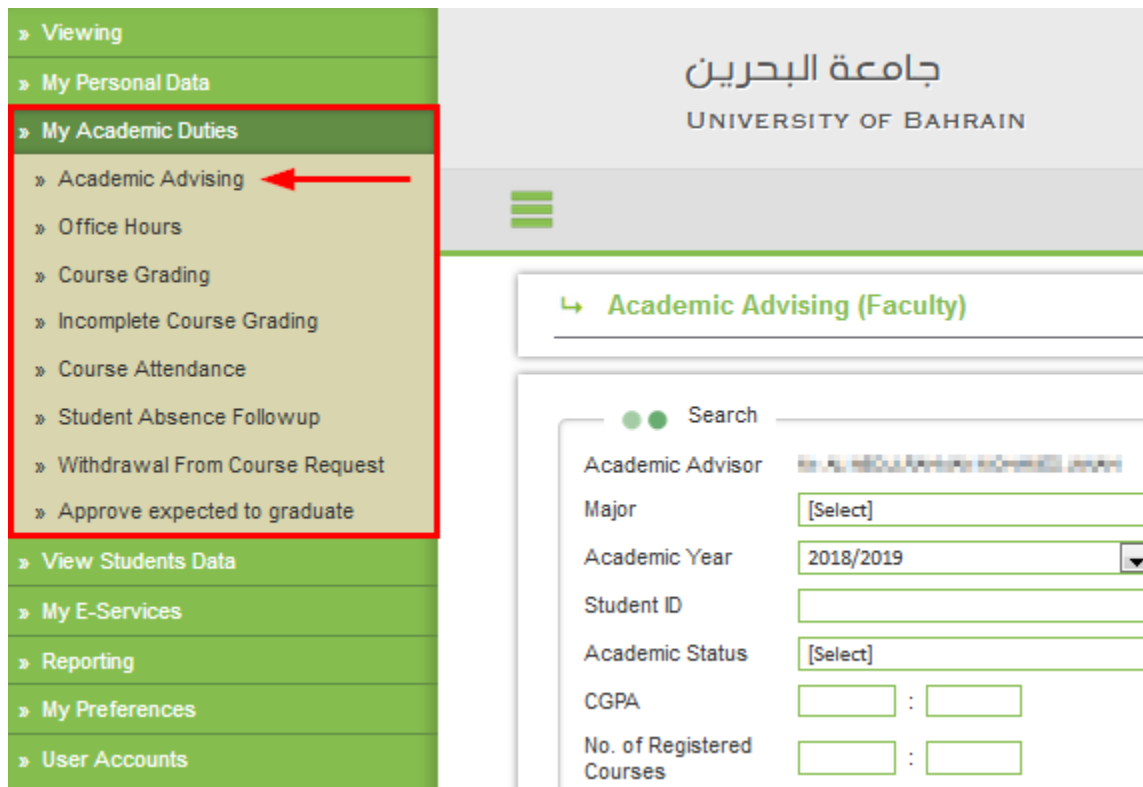 » Viewing
» My Personal Data
» My Academic Duties
» Academic Advising
» Office Hours
» Course Grading
» Incomplete Course Grading
» Course Attendance
» Student Absence Followup
» Withdrawal From Course Request
» Approve expected to graduate
» View Students Data
» My E-Services
» Reporting
» My Preferences
» User Accounts
جامعة البحرين
UNIVERSITY OF BAHRAIN
Academic Advising (Faculty)
Search
Academic Advisor
Major [Select]
Academic Year 2018/2019
Student ID
Academic Status [Select]
CGPA :
No. of Registered
Courses :